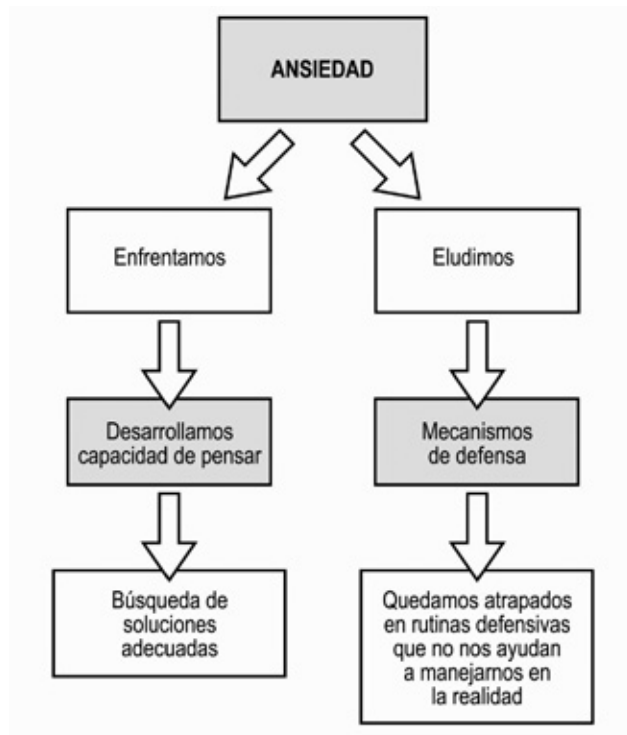 ANSIEDAD
Enfrentamos
Eludimos
Desarrollamos
capacidad de pensar
Mecanismos
de defensa
Búsqueda de
soluciones
adecuadas
Quedamos atrapados
en rutinas defensivas
que no nos ayudan
a manejarnos en
la realidad